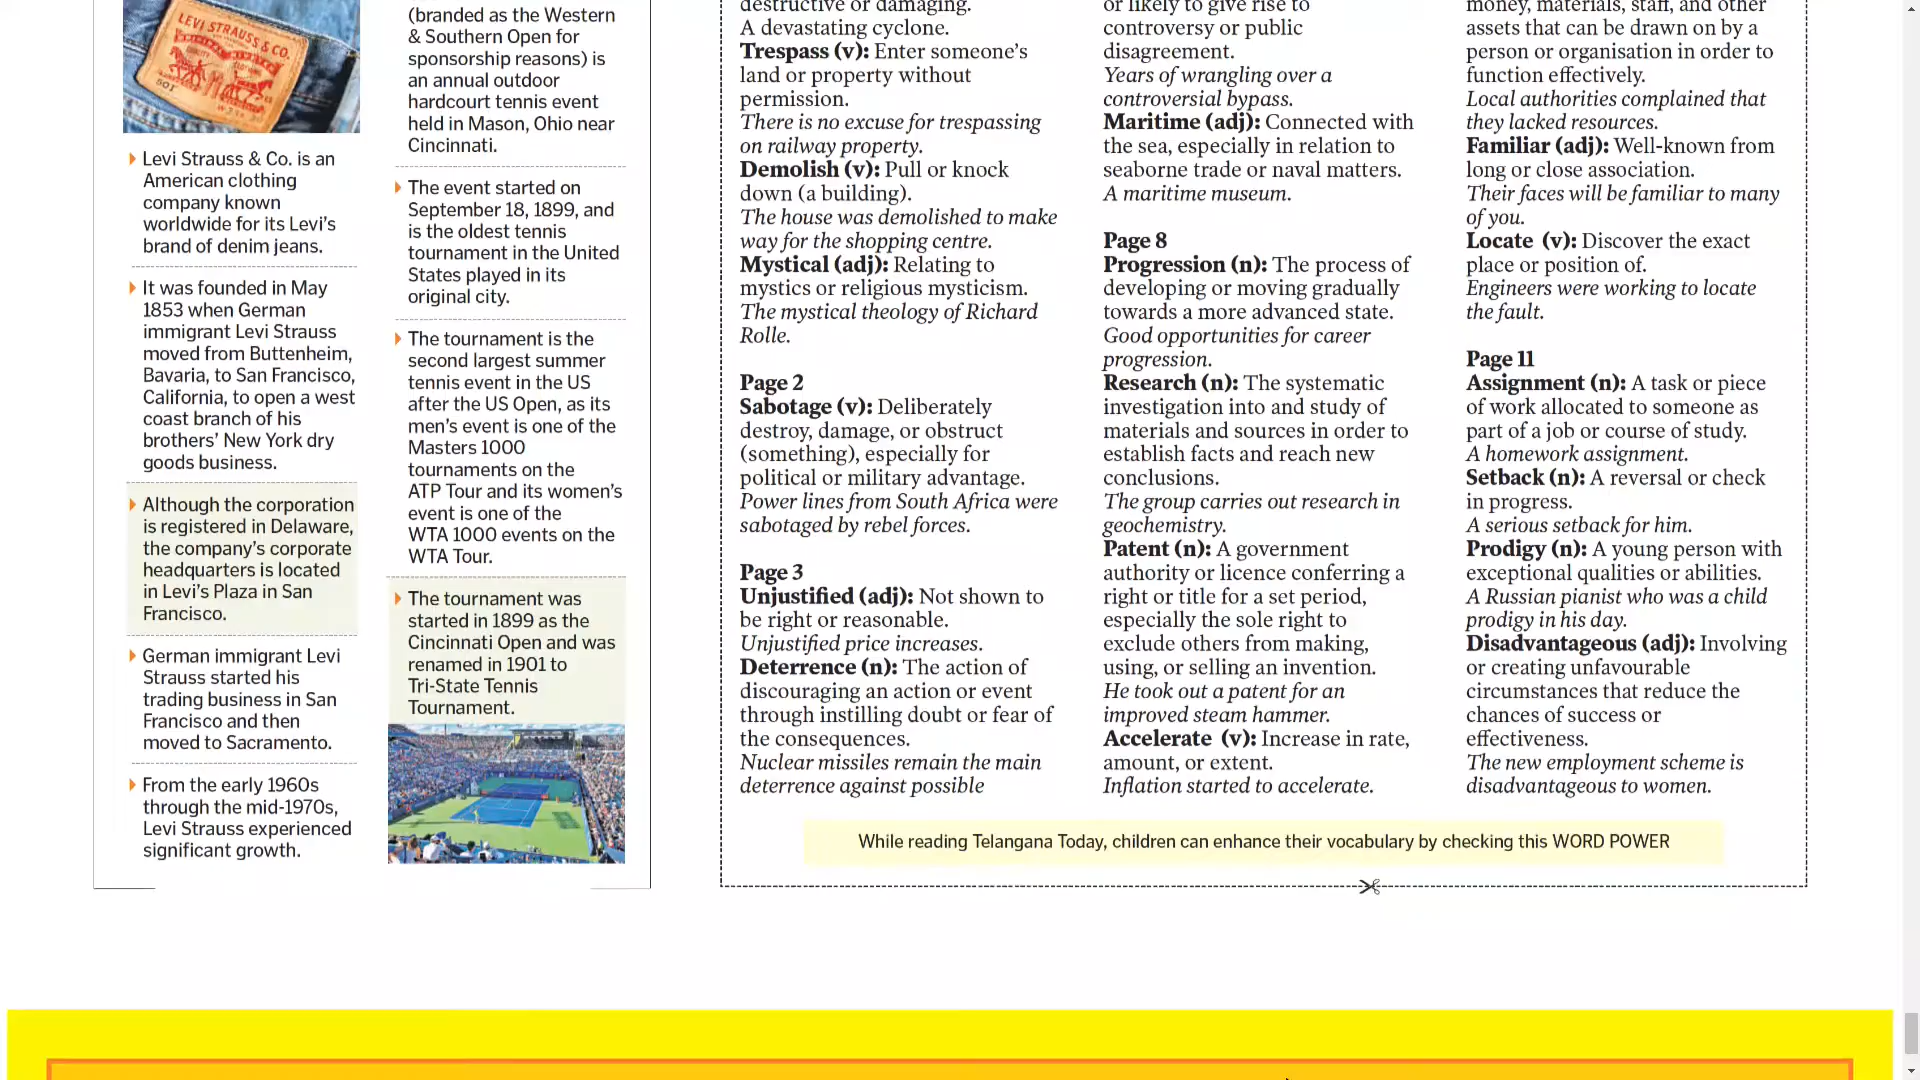 LEVI STRAUSS & CO.
501
Levi Strauss & Co. is an
American clothing
company known
worldwide for its Levi's
brand of denim jeans.
It was founded in May
1853 when German
immigrant Levi Strauss
moved from Buttenheim,
Bavaria, to San Francisco,
California, to open a west
coast branch of his
brothers' New York dry
goods business.
Although the corporation
is registered in Delaware,
the company's corporate
headquarters is located
in Levi's Plaza in San
Francisco.
German immigrant Levi
Strauss started his
trading business in San
Francisco and then
moved to Sacramento.
From the early 1960s
through the mid-1970s,
Levi Strauss experienced
significant growth.
(branded as the Western
& Southern Open for
sponsorship reasons) is
an annual outdoor
hardcourt tennis event
held in Mason, Ohio near
Cincinnati.
The event started on
September 18, 1899, and
is the oldest tennis
tournament in the United
States played in its
original city.
The tournament is the
second largest summer
tennis event in the US
after the US Open, as its
men's event is one of the
Masters 1000
tournaments on the
ATP Tour and its women's
event is one of the
WTA 1000 events on the
WTA Tour.
The tournament was
started in 1899 as the
Cincinnati Open and was
renamed in 1901 to
Tri-State Tennis
Tournament.
destructive or damaging.
A devastating cyclone.
Trespass (v): Enter someone's
land or property without
permission.
There is no excuse for trespassing
on railway property.
Demolish (v): Pull or knock
down (a building).
The house was demolished to make
way for the shopping centre.
Mystical (adj): Relating to
mystics or religious mysticism.
The mystical theology of Richard
Rolle.
Page 2
Sabotage (v): Deliberately
destroy, damage, or obstruct
(something), especially for
political or military advantage.
Power lines from South Africa were
sabotaged by rebel forces.
Page 3
Unjustified (adj): Not shown to
be right or reasonable.
Unjustified price increases.
Deterrence (n): The action of
discouraging an action or event
through instilling doubt or fear of
the consequences.
Nuclear missiles remain the main
deterrence against possible
or likely to give rise to
controversy or public
disagreement.
Years of wrangling over a
controversial bypass.
Maritime (adj): Connected with
the sea, especially in relation to
seaborne trade or naval matters.
A maritime museum.
Page 8
Progression (n): The process of
developing or moving gradually
towards a more advanced state.
Good opportunities for career
progression.
Research (n): The systematic
investigation into and study of
materials and sources in order to
establish facts and reach new
conclusions.
The group carries out research in
geochemistry.
Patent (n): A government
authority or licence conferring a
right or title for a set period,
especially the sole right to
exclude others from making,
using, or selling an invention.
He took out a patent for an
improved steam hammer.
Accelerate (v): Increase in rate,
amount, or extent.
Inflation started to accelerate.
money, materials, staff, and other
assets that can be drawn on by a
person or organisation in order to
function effectively.
Local authorities complained that
they lacked resources.
Familiar (adj): Well-known from
long or close association.
Their faces will be familiar to many
of you.
Locate (v): Discover the exact
place or position of.
Engineers were working to locate
the fault.
Page 11
Assignment (n): A task or piece
of work allocated to someone as
part of a job or course of study.
A homework assignment.
Setback (n): A reversal or check
in progress.
A serious setback for him.
Prodigy (n): A young person with
exceptional qualities or abilities.
A Russian pianist who was a child
prodigy in his day.
Disadvantageous (adj): Involving
or creating unfavourable
circumstances that reduce the
chances of success or
effectiveness.
The new employment scheme is
disadvantageous to women.
While reading Telangana Today, children can enhance their vocabulary by checking this WORD POWER